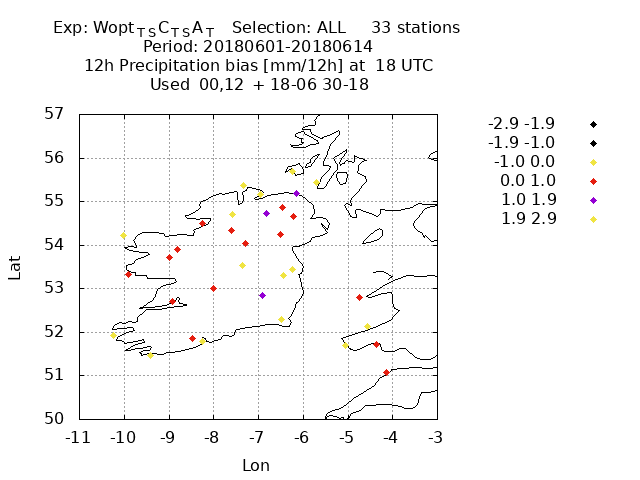 Exp: Wopt_TS C_TS A_T   Selection: ALL     33 stations
Period: 20180601-20180614
12h Precipitation bias [mm/12h] at  18 UTC
Used  00,12  + 18-06 30-18
57
56
55
54
53
52
51
50
-11 -10 -9 -8 -7 -6 -5 -4 -3
Lat
Lon
-2.9 -1.9
-1.9 -1.0
-1.0 0.0
0.0 1.0
1.0 1.9
1.9 2.9